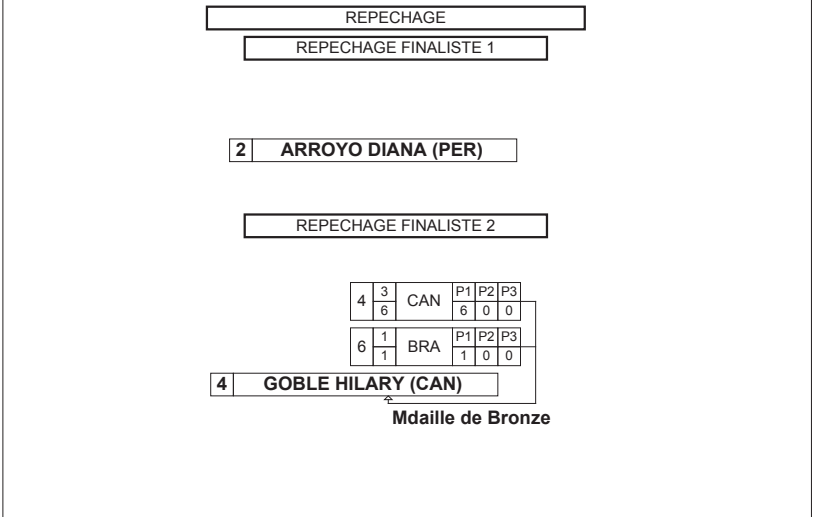 REPECHAGE
REPECHAGE FINALISTE 1
2 ARROYO DIANA (PER)
REPECHAGE FINALISTE 2
4 3 CAN P1 P2 P3
6 6 0 0
6 1 BRA P1 P2 P3
1 1 0 0
4 GOBLE HILARY (CAN)
Mdaille de Bronze